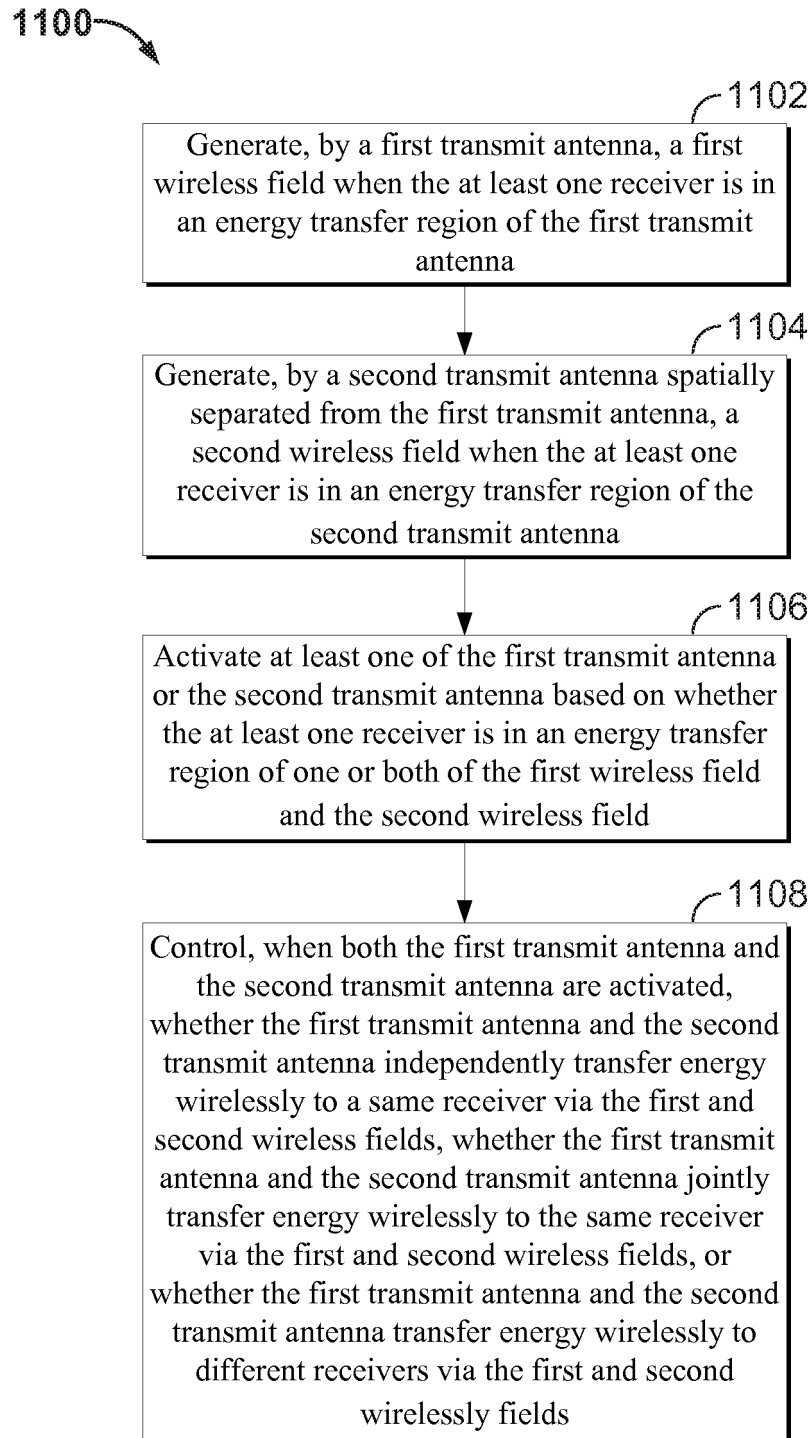 1100
1102
Generate, by a first transmit antenna, a first
wireless field when the at least one receiver is in
an energy transfer region of the first transmit
antenna
1104
Generate, by a second transmit antenna spatially
separated from the first transmit antenna, a
second wireless field when the at least one
receiver is in an energy transfer region of the
second transmit antenna
1106
Activate at least one of the first transmit antenna
or the second transmit antenna based on whether
the at least one receiver is in an energy transfer
region of one or both of the first wireless field
and the second wireless field
1108
Control, when both the first transmit antenna and
the second transmit antenna are activated,
whether the first transmit antenna and the second
transmit antenna independently transfer energy
wirelessly to a same receiver via the first and
second wireless fields, whether the first transmit
antenna and the second transmit antenna jointly
transfer energy wirelessly to the same receiver
via the first and second wireless fields, or
whether the first transmit antenna and the second
transmit antenna transfer energy wirelessly to
different receivers via the first and second
wirelessly fields